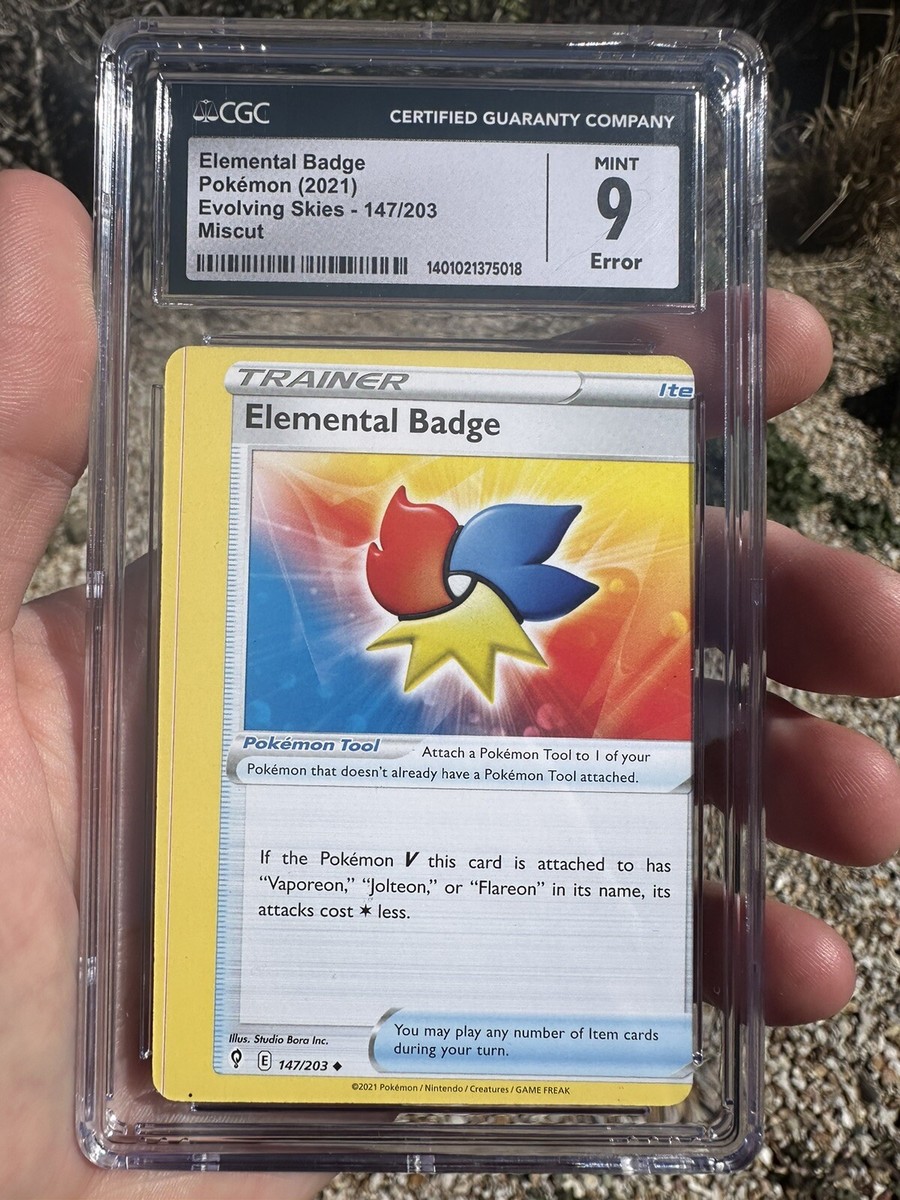 CGC
CERTIFIED GUARANTY COMPANY
Elemental Badge
Pokémon (2021)
Evolving Skies - 147/203
Miscut
1401021375018
MINT
9
Error
TRAINER
Ite
Elemental Badge
Pokémon Tool
Attach a Pokémon Tool to 1 of your
Pokémon that doesn't already have a Pokémon Tool attached.
If the Pokémon V this card is attached to has
“Vaporeon,” “Jolteon,” or “Flareon” in its name, its
attacks cost ✶ less.
You may play any number of Item cards
during your turn.
Illus. Studio Bora Inc.
E 147/203 ◆
©2021 Pokémon / Nintendo / Creatures / GAME FREAK